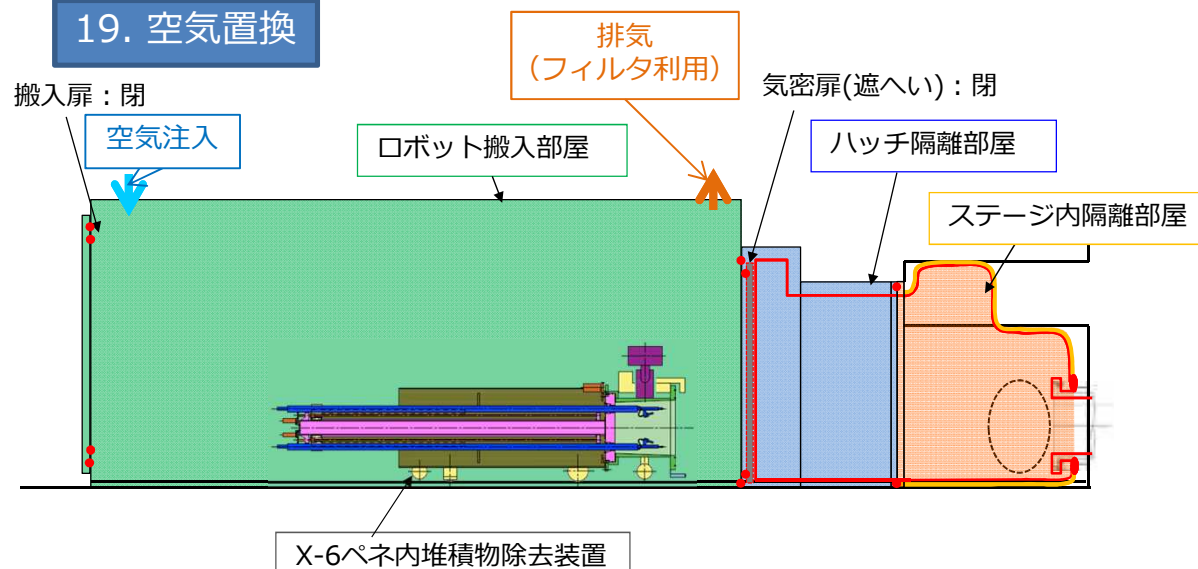 19. 空気置換
排気
（フィルタ利用）
搬入扉：閉
気密扉(遮へい)：閉
空気注入
ロボット搬入部屋
ハッチ隔離部屋
ステージ内隔離部屋
X-6ペネ内堆積物除去装置